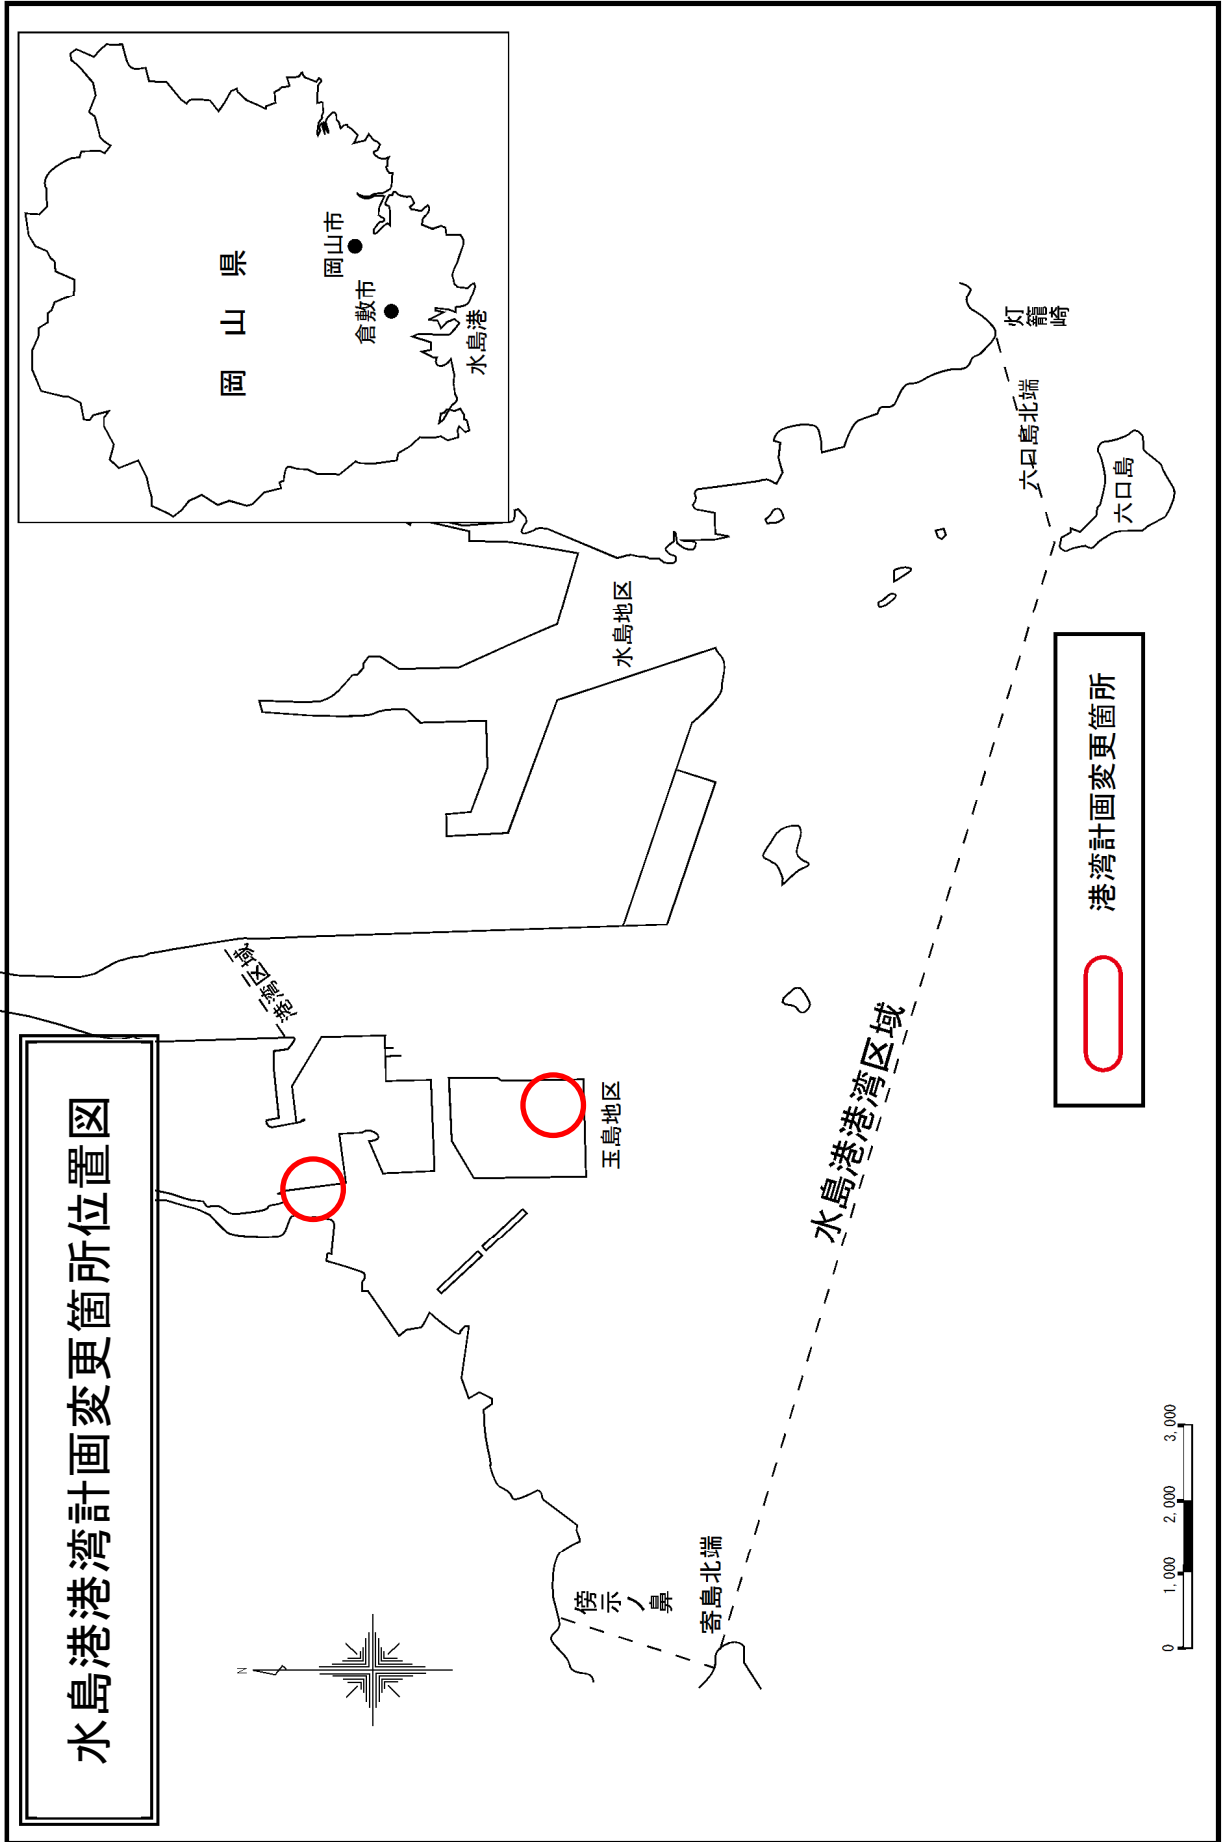 水島港港湾計画変更箇所位置図
岡山県
岡山市
倉敷市
水島港
N
港湾区域
水島地区
玉島地区
灯籠崎
六口島北端
六口島
水島港港湾区域
傍示ノ鼻
寄島北端
港湾計画変更箇所
0 1,000 2,000 3,000